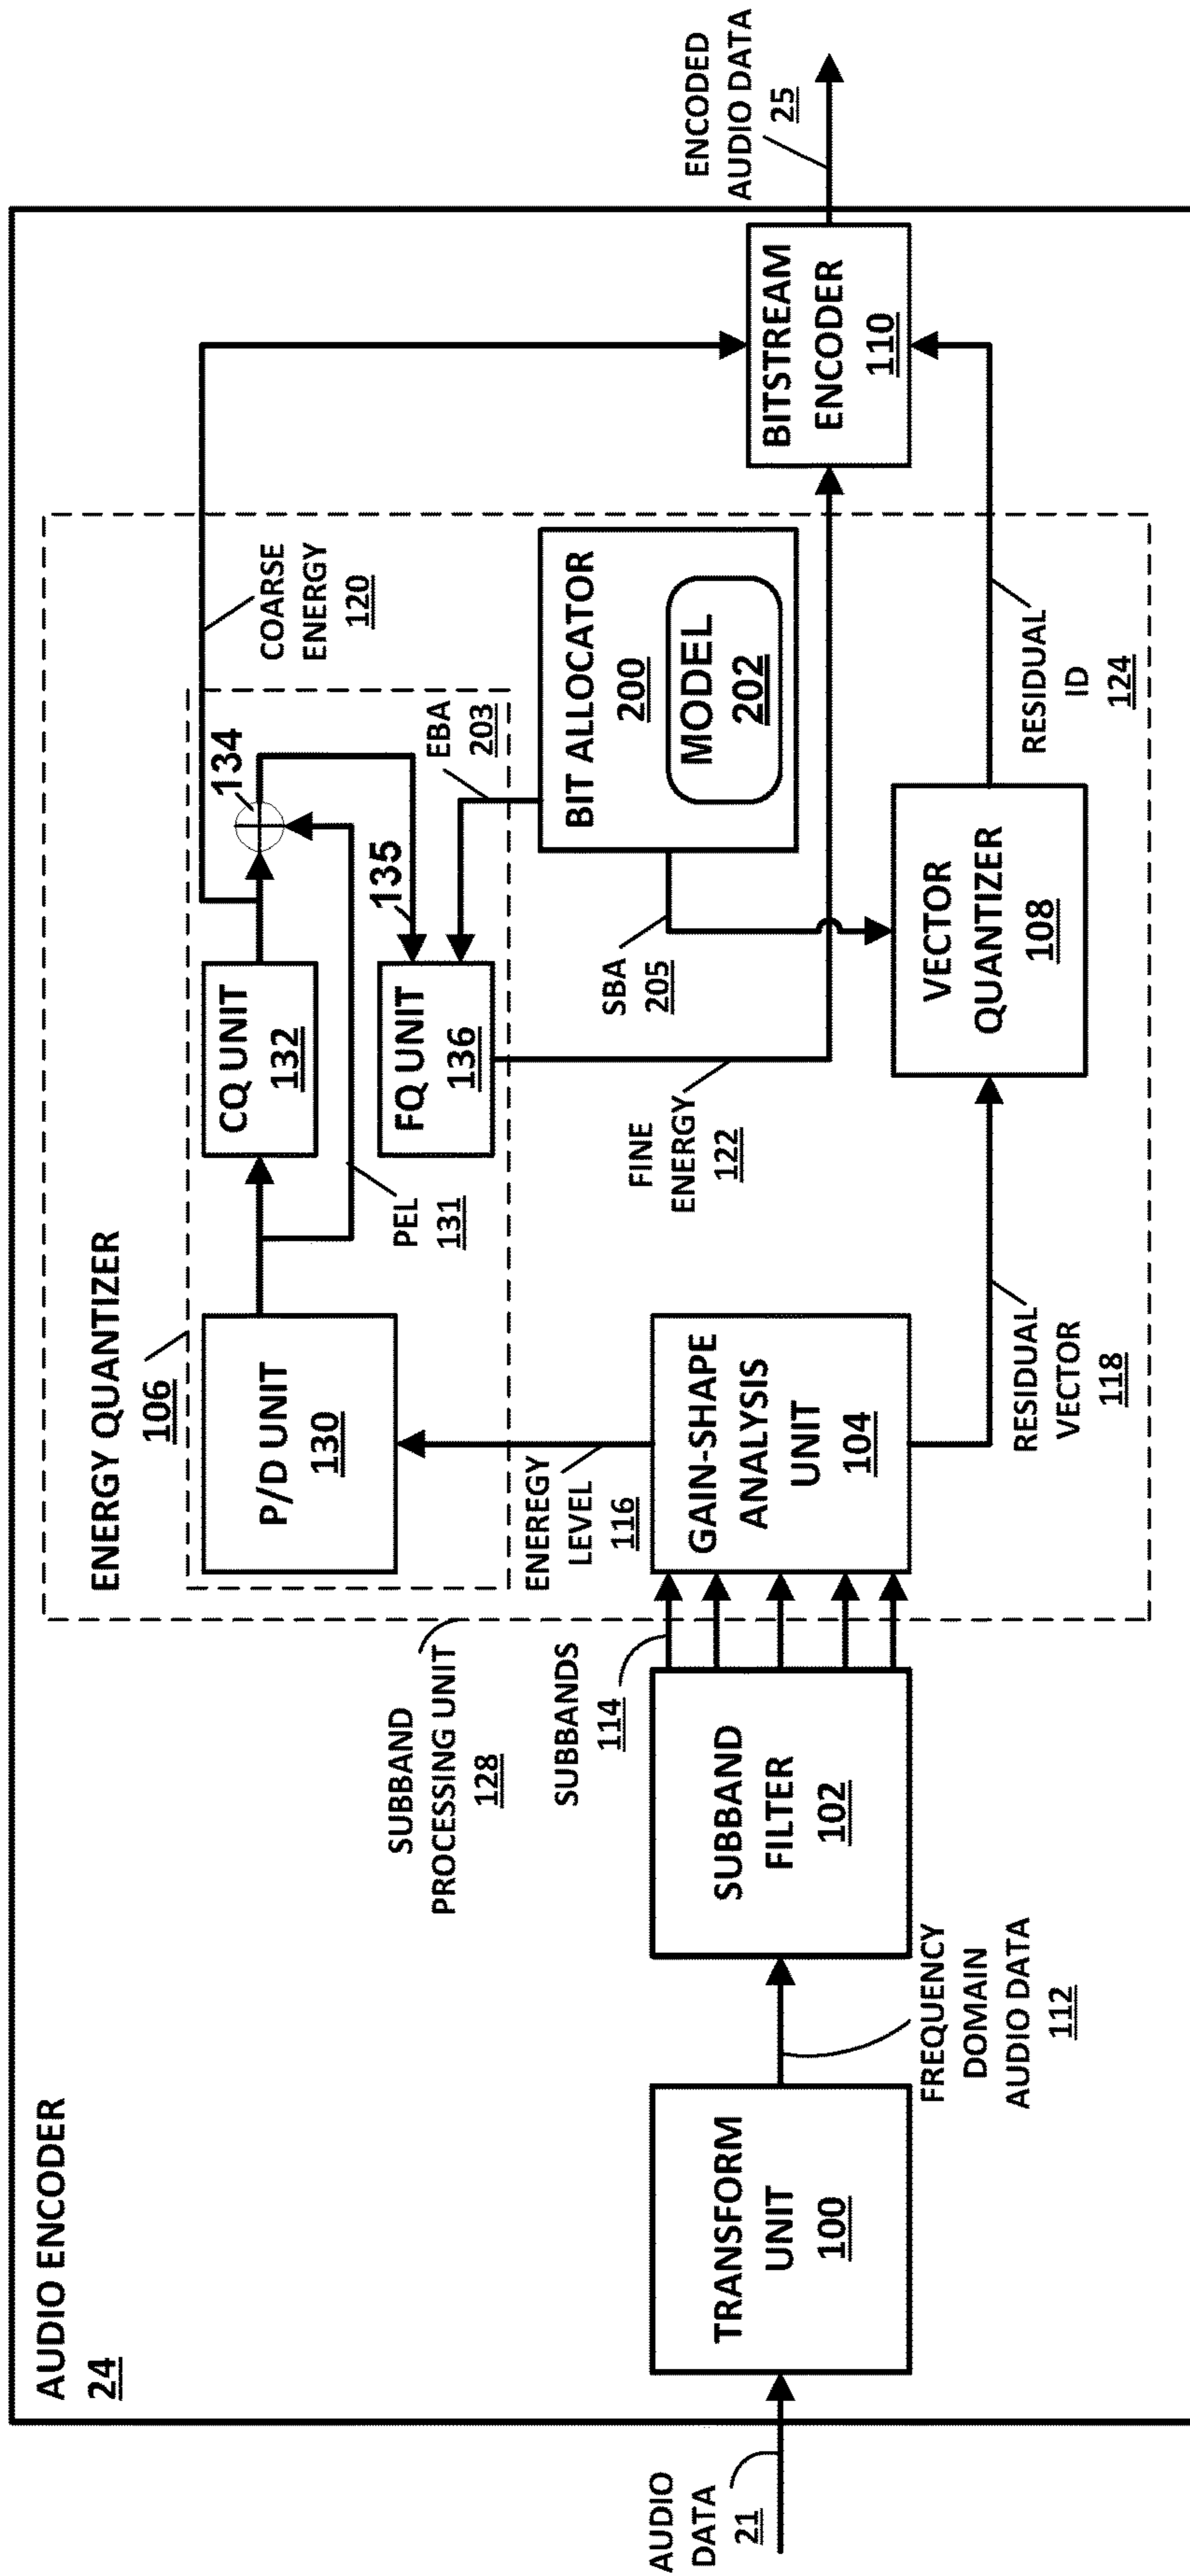 AUDIO ENCODER
24
AUDIO
DATA
21
TRANSFORM
UNIT
100
FREQUENCY
DOMAIN
AUDIO DATA
112
SUBBAND
FILTER
102
SUBBANDS
114
SUBBAND
PROCESSING UNIT
128
ENERGY QUANTIZER
106
P/D UNIT
130
ENEREGY
LEVEL
116
GAIN-SHAPE
ANALYSIS
UNIT
104
RESIDUAL
VECTOR
118
PEL
131
CQ UNIT
132
FQ UNIT
136
134
135
FINE
ENERGY
122
COARSE
ENERGY
120
EBA
203
SBA
205
BIT ALLOCATOR
200
MODEL
202
VECTOR
QUANTIZER
108
RESIDUAL
ID
124
BITSTREAM
ENCODER
110
ENCODED
AUDIO DATA
25